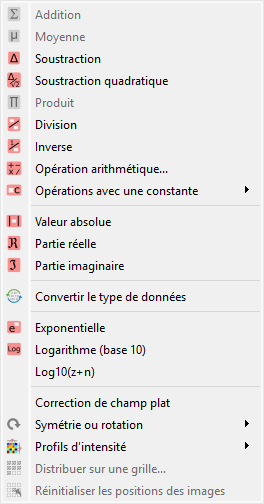 Addition
Moyenne
Soustraction
Soustraction quadratique
Produit
Division
Inverse
Opération arithmétique...
Opérations avec une constante
Valeur absolue
Partie réelle
Partie imaginaire
Convertir le type de données
Exponentielle
Log Logarithme (base 10)
Log10(z+n)
Correction de champ plat
Symétrie ou rotation
Profils d'intensité
Distribuer sur une grille...
Réinitialiser les positions des images